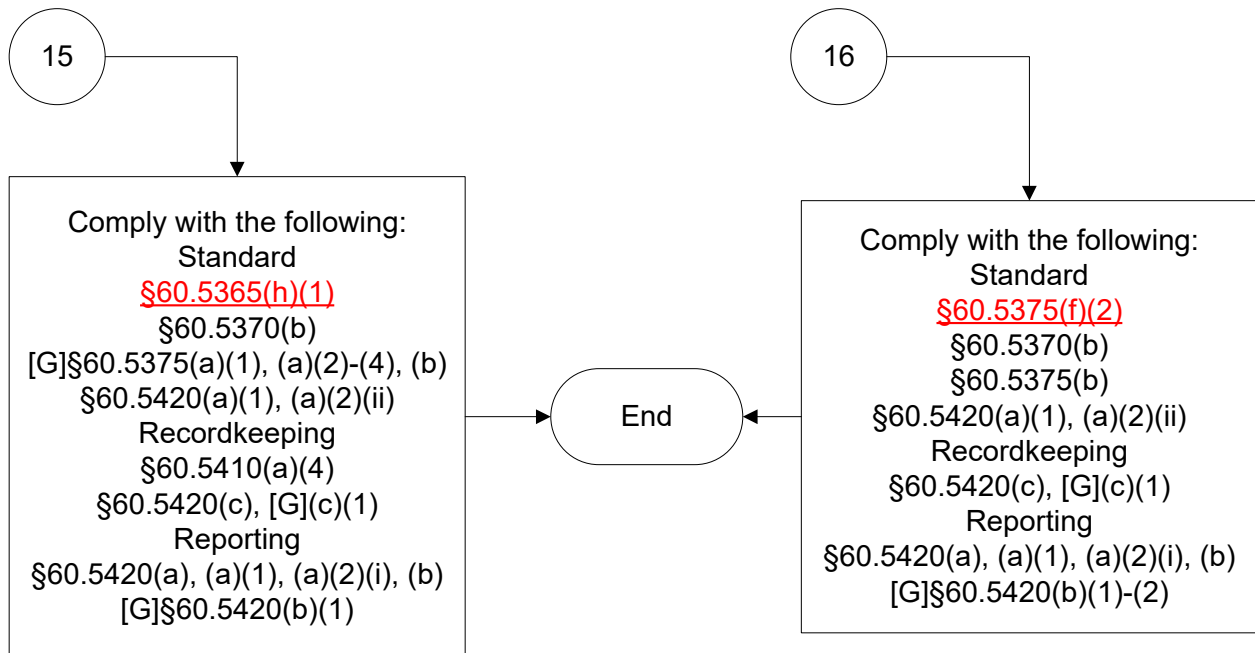 15
Comply with the following:
Standard
§60.5365(h)(1)
§60.5370(b)
[G]§60.5375(a)(1), (a)(2)-(4), (b)
§60.5420(a)(1), (a)(2)(ii)
Recordkeeping
§60.5410(a)(4)
§60.5420(c), [G](c)(1)
Reporting
§60.5420(a), (a)(1), (a)(2)(i), (b)
[G]§60.5420(b)(1)
End
16
Comply with the following:
Standard
§60.5375(f)(2)
§60.5370(b)
§60.5375(b)
§60.5420(a)(1), (a)(2)(ii)
Recordkeeping
§60.5420(c), [G](c)(1)
Reporting
§60.5420(a), (a)(1), (a)(2)(i), (b)
[G]§60.5420(b)(1)-(2)